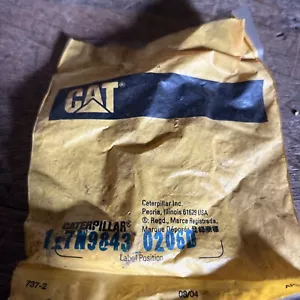 CAT
Caterpillar Inc.
Peoria, Illinois 61629 USA
®: Regd., Marca Registrada,
Marque Déposée
CATERPILLAR®
0206D
Label Position
737-2
03/04